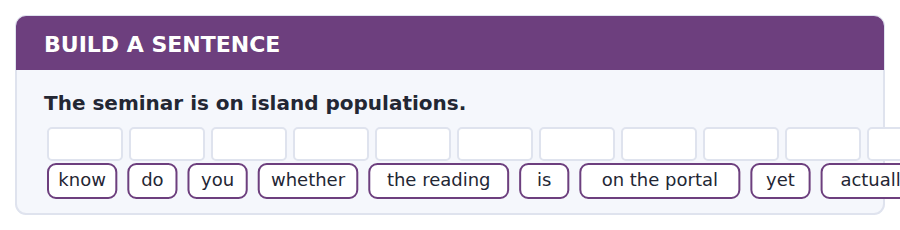 BUILD A SENTENCE
The seminar is on island populations.
know do you whether the reading is on the portal yet